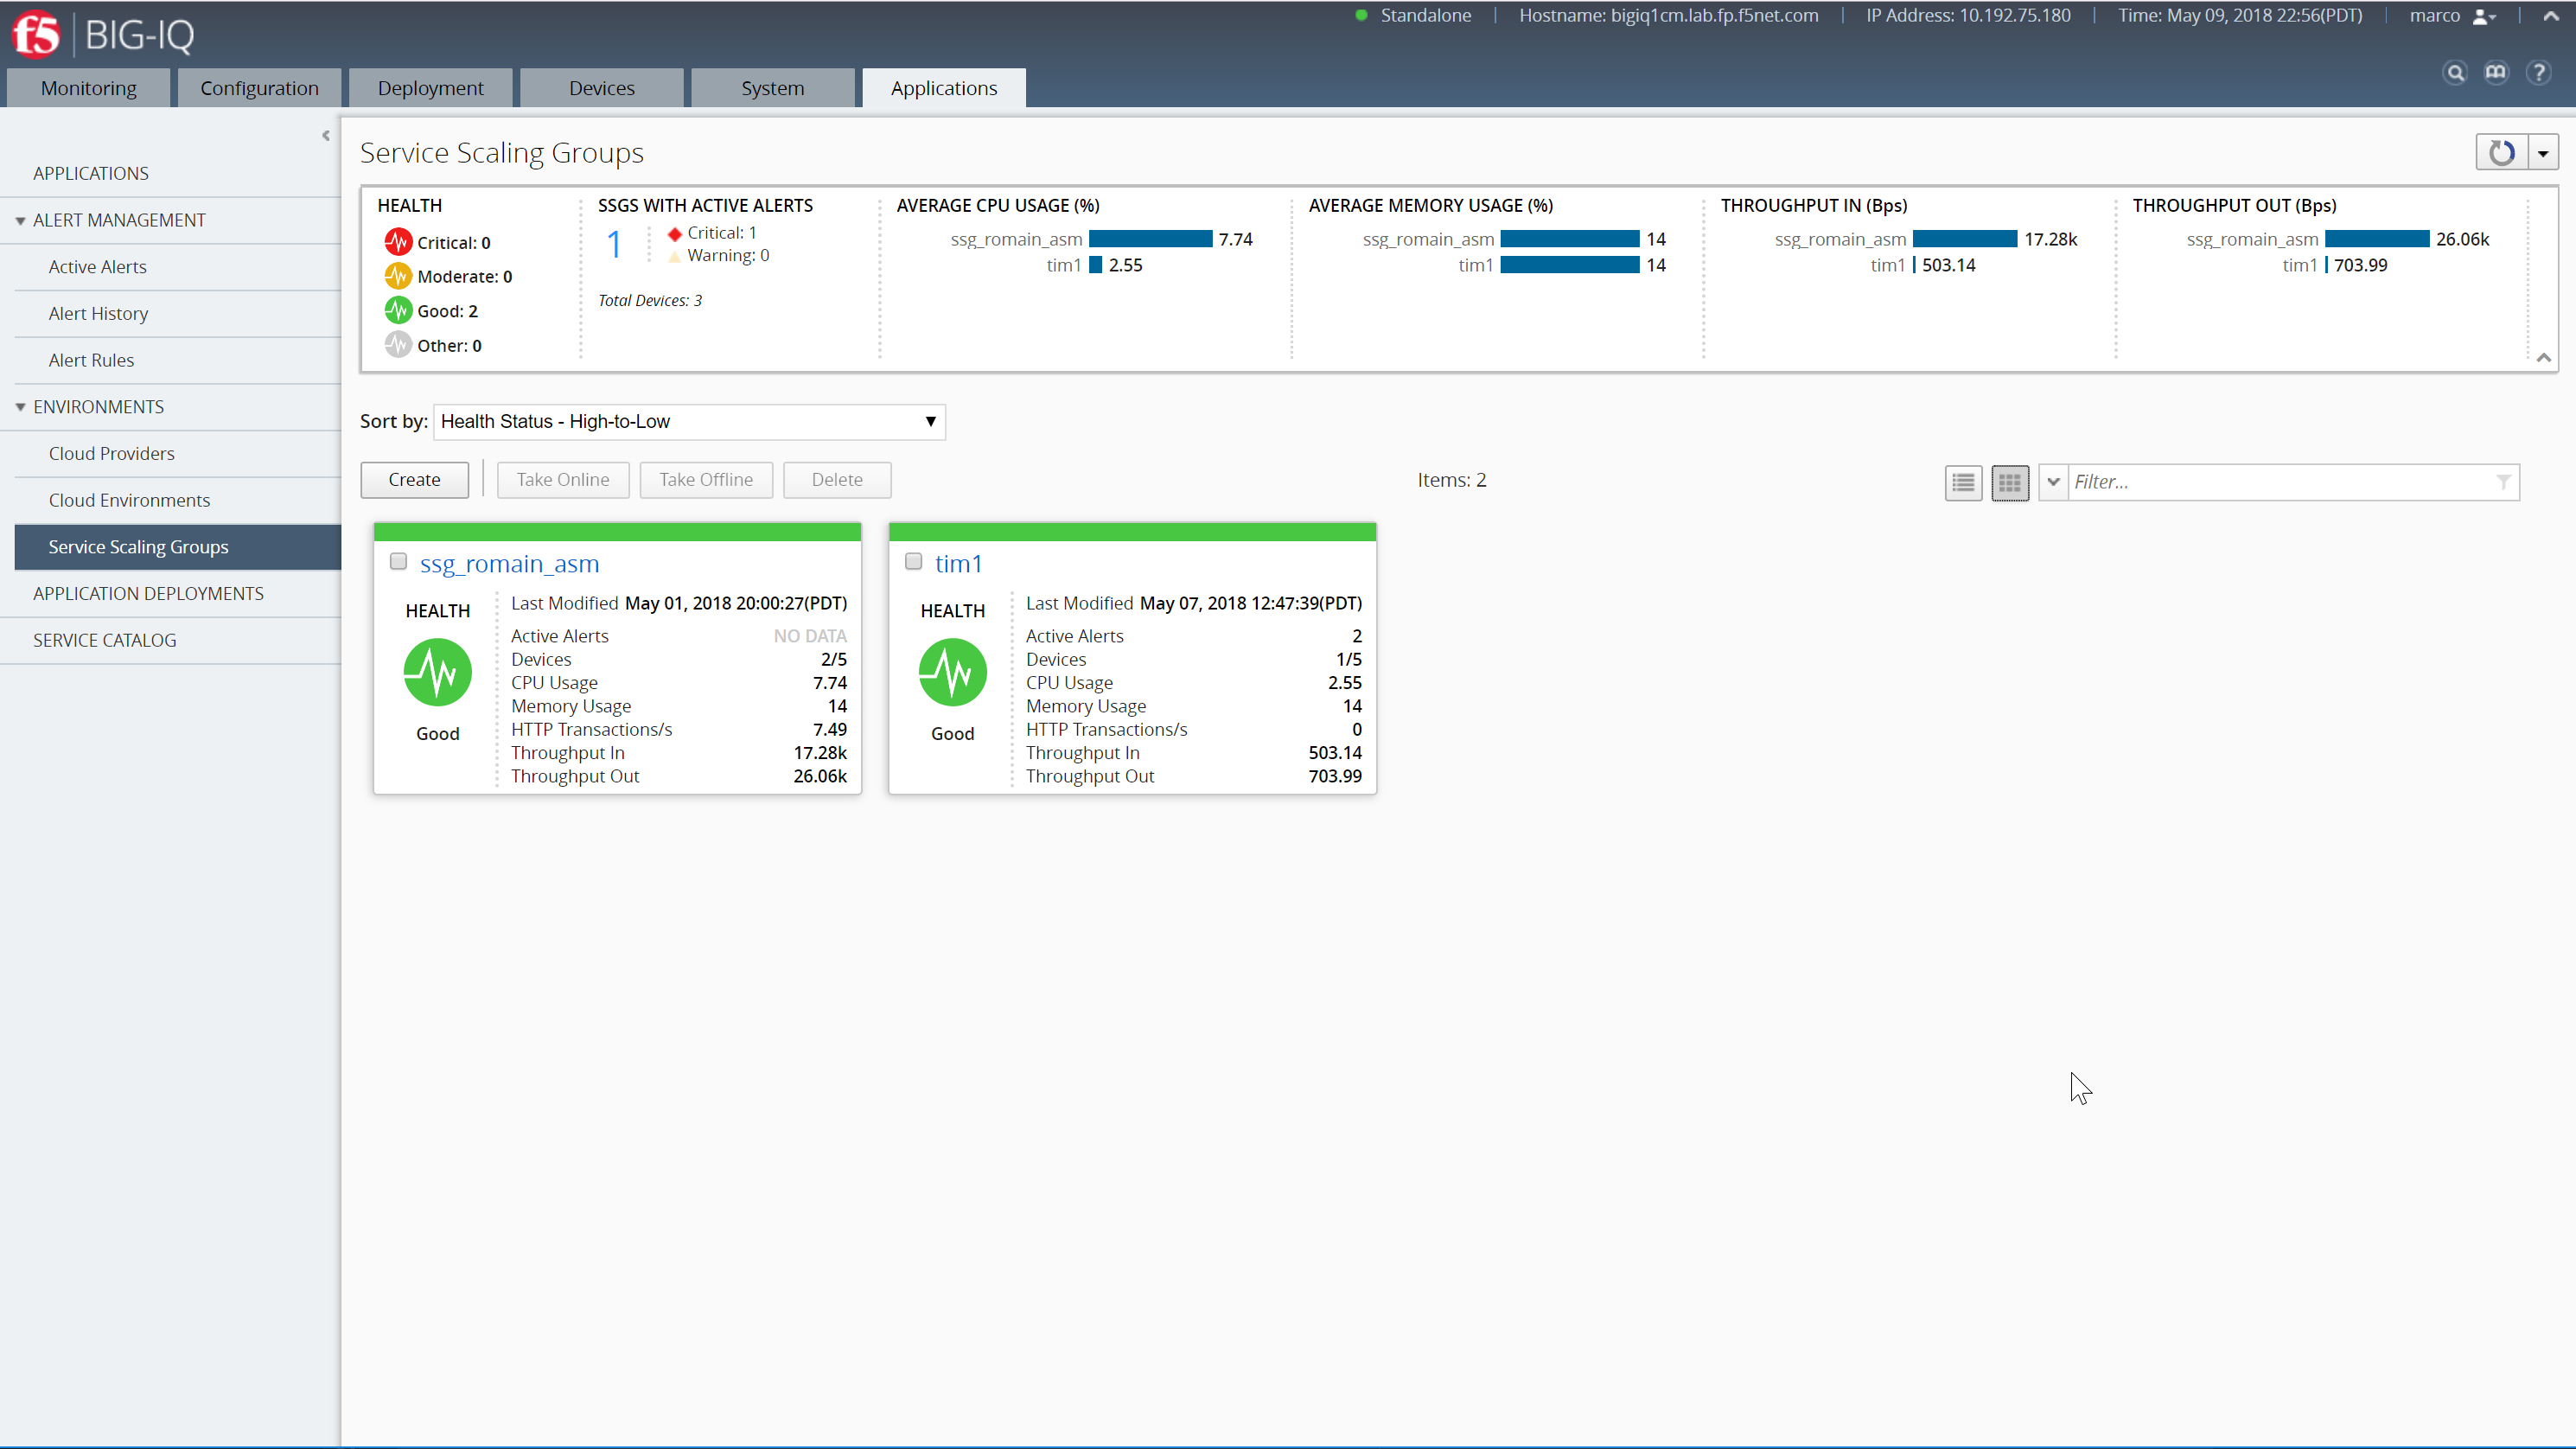 f5 BIG-IQ
Standalone | Hostname: bigiq1cm.lab.fp.f5net.com | IP Address: 10.192.75.180 | Time: May 09, 2018 22:56(PDT) | marco
Monitoring Configuration Deployment Devices System Applications
APPLICATIONS
ALERT MANAGEMENT
Active Alerts
Alert History
Alert Rules
ENVIRONMENTS
Cloud Providers
Cloud Environments
Service Scaling Groups
APPLICATION DEPLOYMENTS
SERVICE CATALOG
Service Scaling Groups
HEALTH
Critical: 0
Moderate: 0
Good: 2
Other: 0
SSGS WITH ACTIVE ALERTS
1
Critical: 1
Warning: 0
Total Devices: 3
AVERAGE CPU USAGE (%)
ssg_romain_asm 7.74
tim1 2.55
AVERAGE MEMORY USAGE (%)
ssg_romain_asm 14
tim1 14
THROUGHPUT IN (Bps)
ssg_romain_asm 17.28k
tim1 503.14
THROUGHPUT OUT (Bps)
ssg_romain_asm 26.06k
tim1 703.99
Sort by: Health Status - High-to-Low
Create Take Online Take Offline Delete
Items: 2
Filter...
ssg_romain_asm
HEALTH
Good
Last Modified May 01, 2018 20:00:27(PDT)
Active Alerts NO DATA
Devices 2/5
CPU Usage 7.74
Memory Usage 14
HTTP Transactions/s 7.49
Throughput In 17.28k
Throughput Out 26.06k
tim1
HEALTH
Good
Last Modified May 07, 2018 12:47:39(PDT)
Active Alerts 2
Devices 1/5
CPU Usage 2.55
Memory Usage 14
HTTP Transactions/s 0
Throughput In 503.14
Throughput Out 703.99